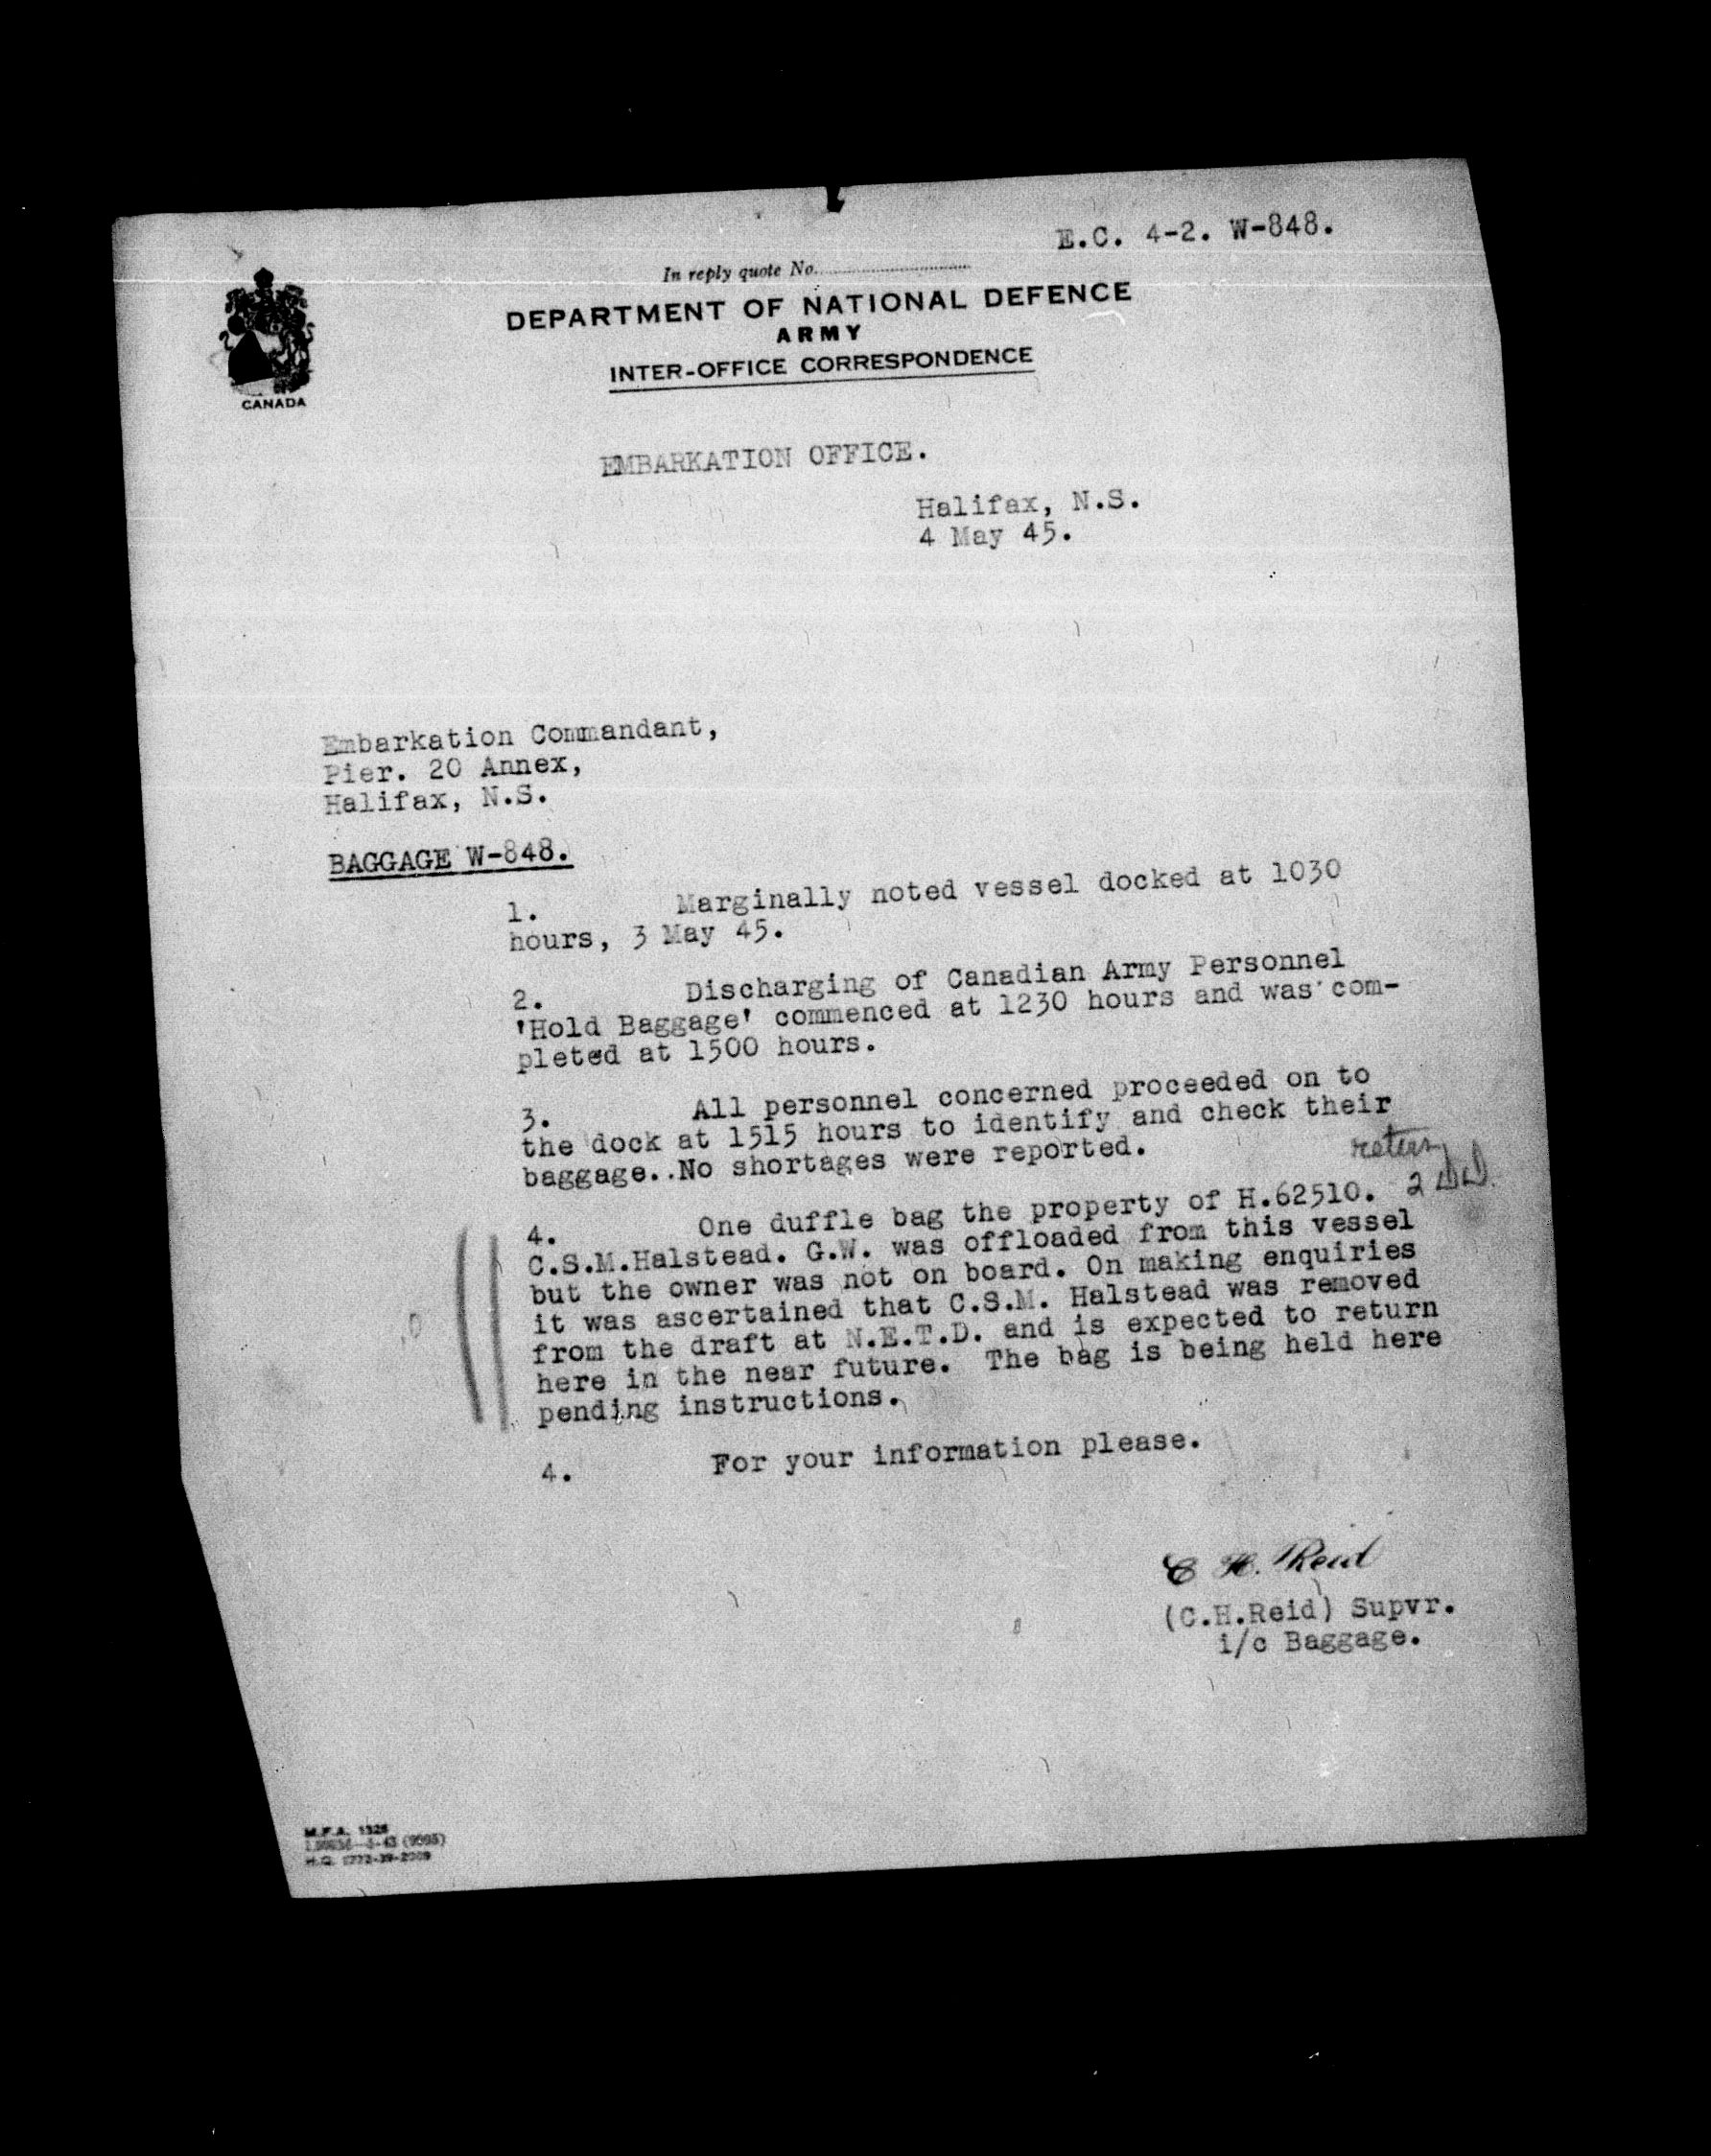 E.C. 4-2. W-848.
In reply quote No.
DEPARTMENT OF NATIONAL DEFENCE
ARMY
INTER-OFFICE CORRESPONDENCE
CANADA
EMBARKATION OFFICE.
Halifax, N.S.
4 May 45.
Embarkation Commandant,
Pier. 20 Annex,
Halifax, N.S.
BAGGAGE W-848.
1. Marginally noted vessel docked at 1030
hours, 3 May 45.
2. Discharging of Canadian Army Personnel
'Hold Baggage' commenced at 1230 hours and was com-
pleted at 1500 hours.
3. All personnel concerned proceeded on to
the dock at 1515 hours to identify and check their
baggage..No shortages were reported.
return
4. One duffle bag the property of H.62510. 2
C.S.M.Halstead. G.W. was offloaded from this vessel
but the owner was not on board. On making enquiries
it was ascertained that C.S.M. Halstead was removed
from the draft at N.E.T.D. and is expected to return
here in the near future. The bag is being held here
pending instructions.
4. For your information please.
C H. Reid
(C.H.Reid) Supvr.
i/c Baggage.
M.F.A. 1328